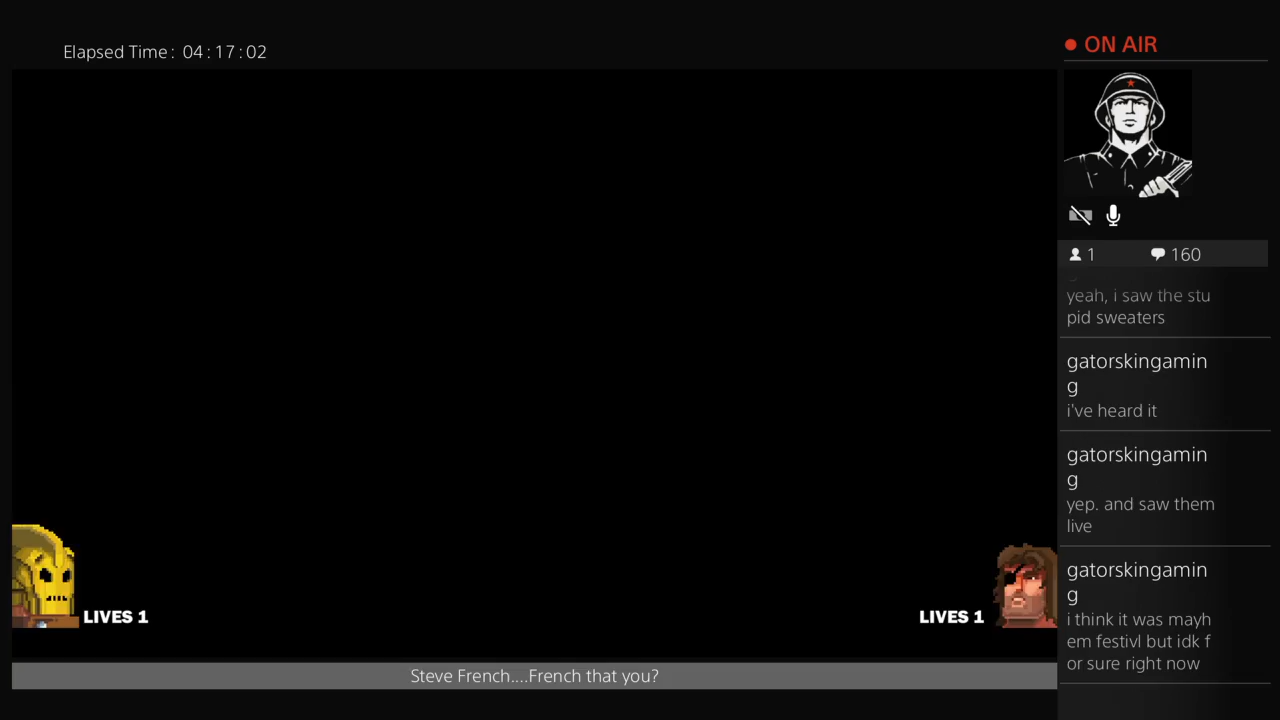 Elapsed Time: 04:17:02
ON AIR
1
160
yeah, i saw the stu
pid sweaters
gatorskingamin
g
i've heard it
gatorskingamin
g
yep. and saw them
live
gatorskingamin
g
i think it was mayh
em festivl but idk f
or sure right now
LIVES 1
LIVES 1
Steve French....French that you?